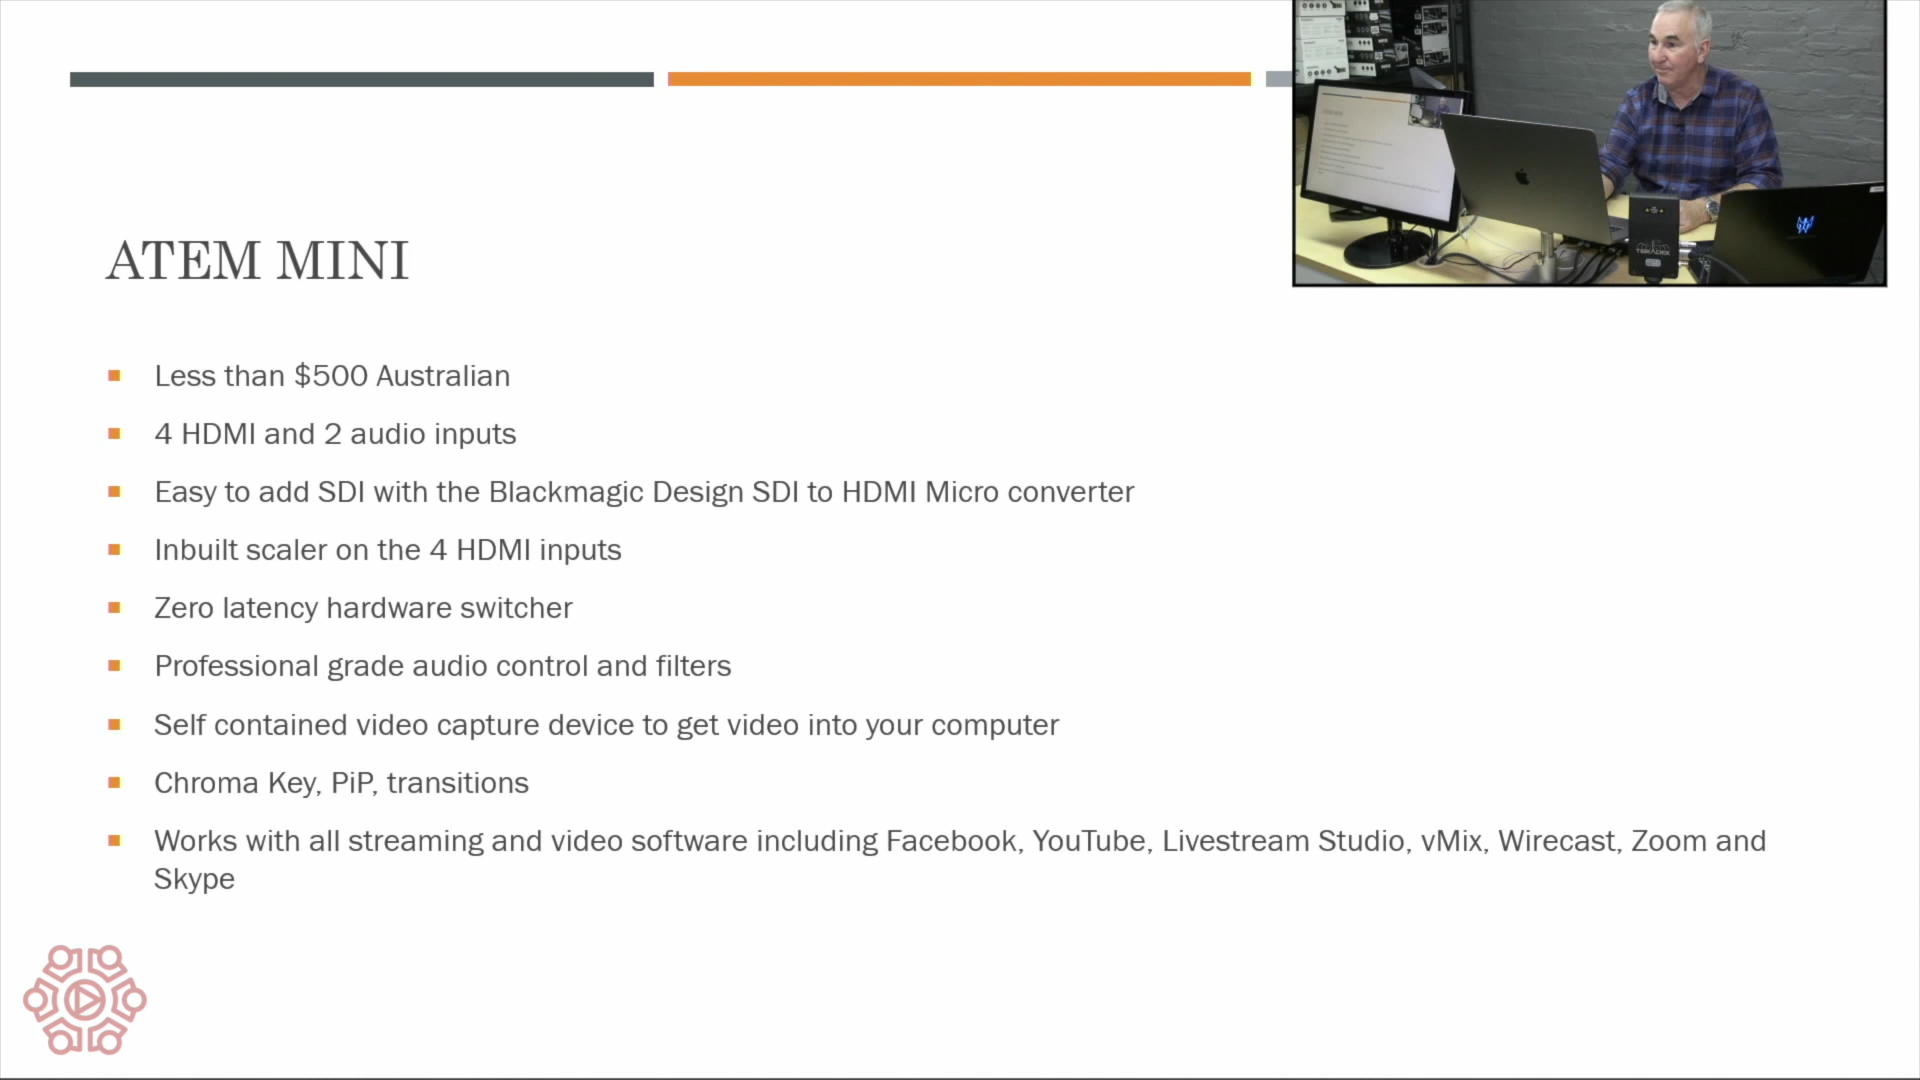 ATEM MINI
Less than $500 Australian
4 HDMI and 2 audio inputs
Easy to add SDI with the Blackmagic Design SDI to HDMI Micro converter
Inbuilt scaler on the 4 HDMI inputs
Zero latency hardware switcher
Professional grade audio control and filters
Self contained video capture device to get video into your computer
Chroma Key, PiP, transitions
Works with all streaming and video software including Facebook, YouTube, Livestream Studio, vMix, Wirecast, Zoom and
Skype
TERADEK